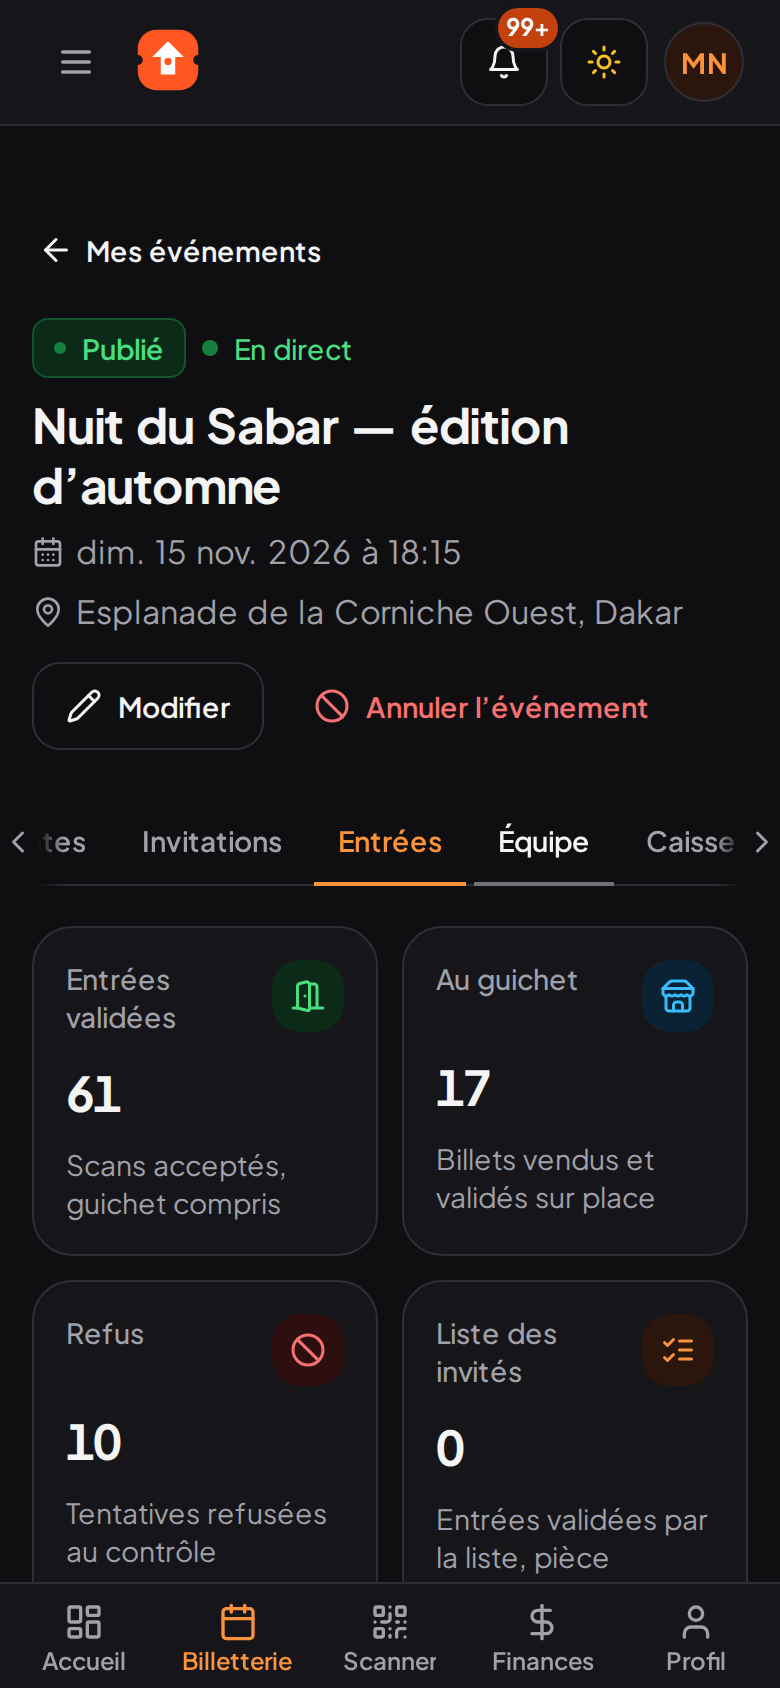 99+
MN
Mes événements
Publié
En direct
Nuit du Sabar — édition
d’automne
dim. 15 nov. 2026 à 18:15
Esplanade de la Corniche Ouest, Dakar
Modifier
Annuler l’événement
tes
Invitations
Entrées
Équipe
Caisse
Entrées
validées
61
Scans acceptés,
guichet compris
Au guichet
17
Billets vendus et
validés sur place
Refus
10
Tentatives refusées
au contrôle
Liste des
invités
0
Entrées validées par
la liste, pièce
Accueil
Billetterie
Scanner
Finances
Profil